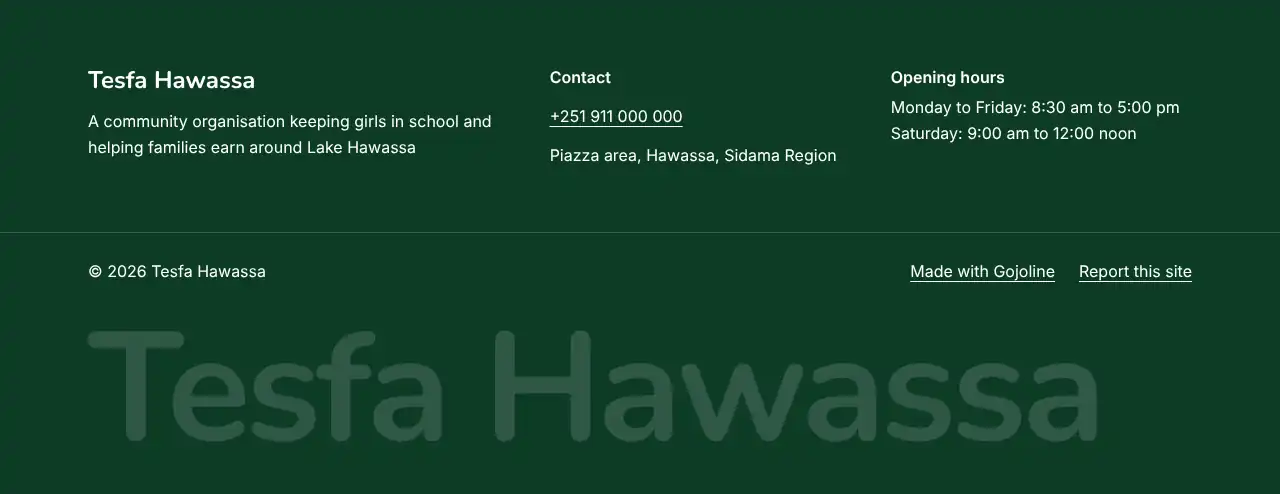 Tesfa Hawassa
A community organisation keeping girls in school and
helping families earn around Lake Hawassa
Contact
+251 911 000 000
Piazza area, Hawassa, Sidama Region
Opening hours
Monday to Friday: 8:30 am to 5:00 pm
Saturday: 9:00 am to 12:00 noon
© 2026 Tesfa Hawassa
Made with Gojoline
Report this site
Tesfa Hawassa